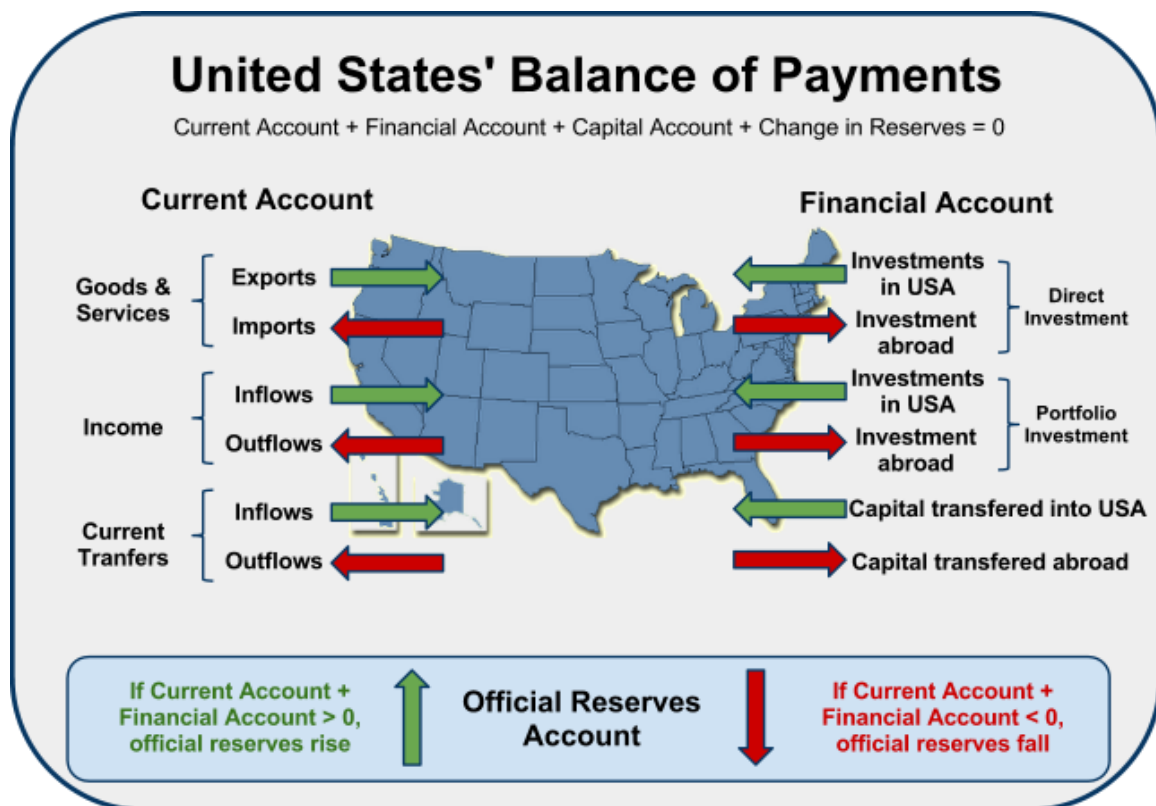 United States' Balance of Payments
Current Account + Financial Account + Capital Account + Change in Reserves = 0
Current Account
Goods &
Services
Exports
Imports
Income
Inflows
Outflows
Current
Tranfers
Inflows
Outflows
Financial Account
Investments
in USA
Investment
abroad
Direct
Investment
Investments
in USA
Investment
abroad
Portfolio
Investment
Capital transfered into USA
Capital transfered abroad
If Current Account +
Financial Account > 0,
official reserves rise
Official Reserves
Account
If Current Account +
Financial Account < 0,
official reserves fall